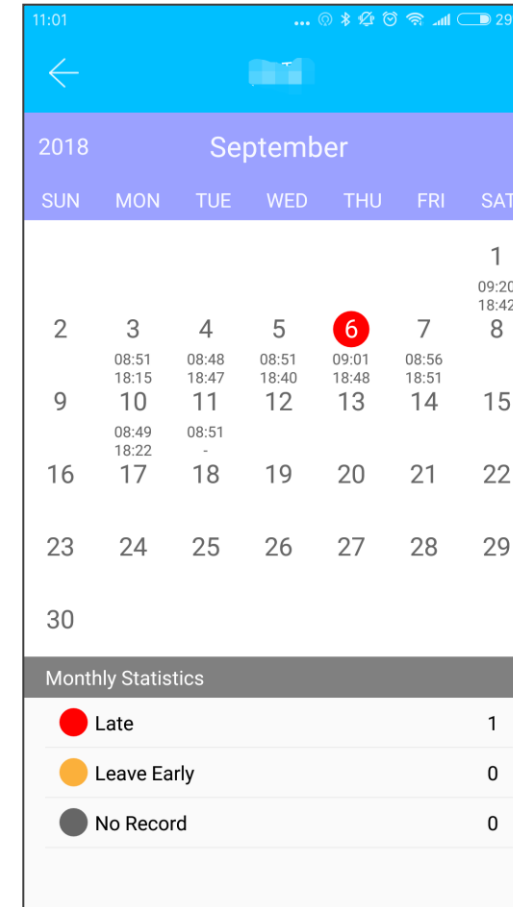 11:01 ... 29
2018 September
SUN MON TUE WED THU FRI SAT
1
09:20
18:42
2 3 4 5 6 7 8
08:51 08:48 08:51 09:01 08:56
18:15 18:47 18:40 18:48 18:51
9 10 11 12 13 14 15
08:49 08:51
18:22 -
16 17 18 19 20 21 22
23 24 25 26 27 28 29
30
Monthly Statistics
Late 1
Leave Early 0
No Record 0